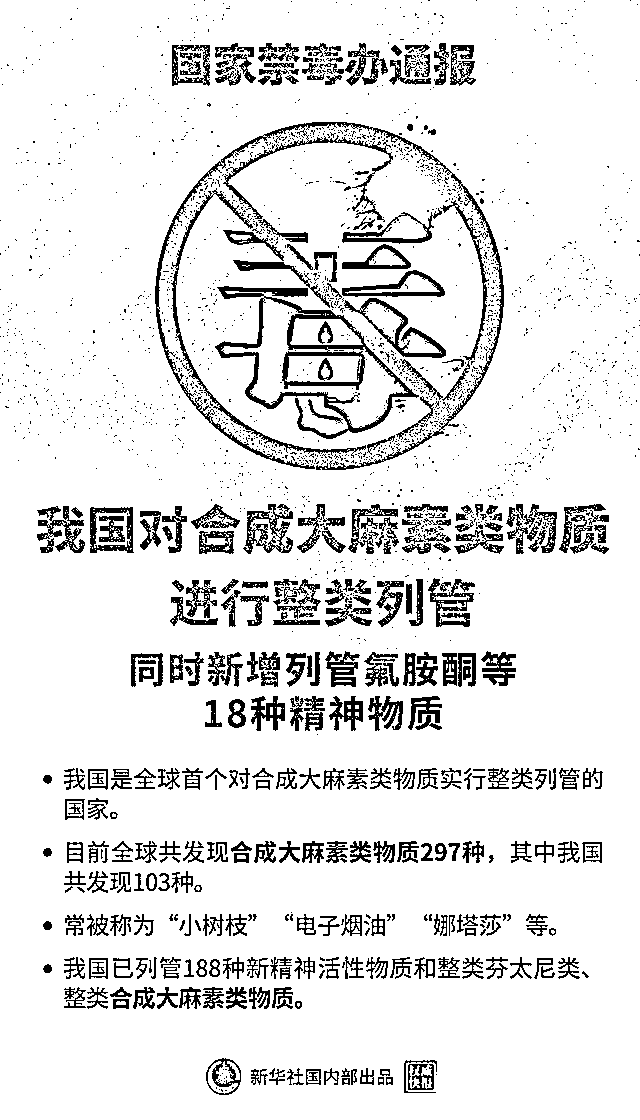 国家禁毒办通报
毒
我国对合成大麻素类物质
进行整类列管
同时新增列管氟胺酮等
18种精神物质
我国是全球首个对合成大麻素类物质实行整类列管的
国家。
目前全球共发现合成大麻素类物质297种，其中我国
共发现103种。
常被称为“小树枝”“电子烟油”“娜塔莎”等。
我国已列管188种新精神活性物质和整类芬太尼类、
整类合成大麻素类物质。
新华社国内部出品